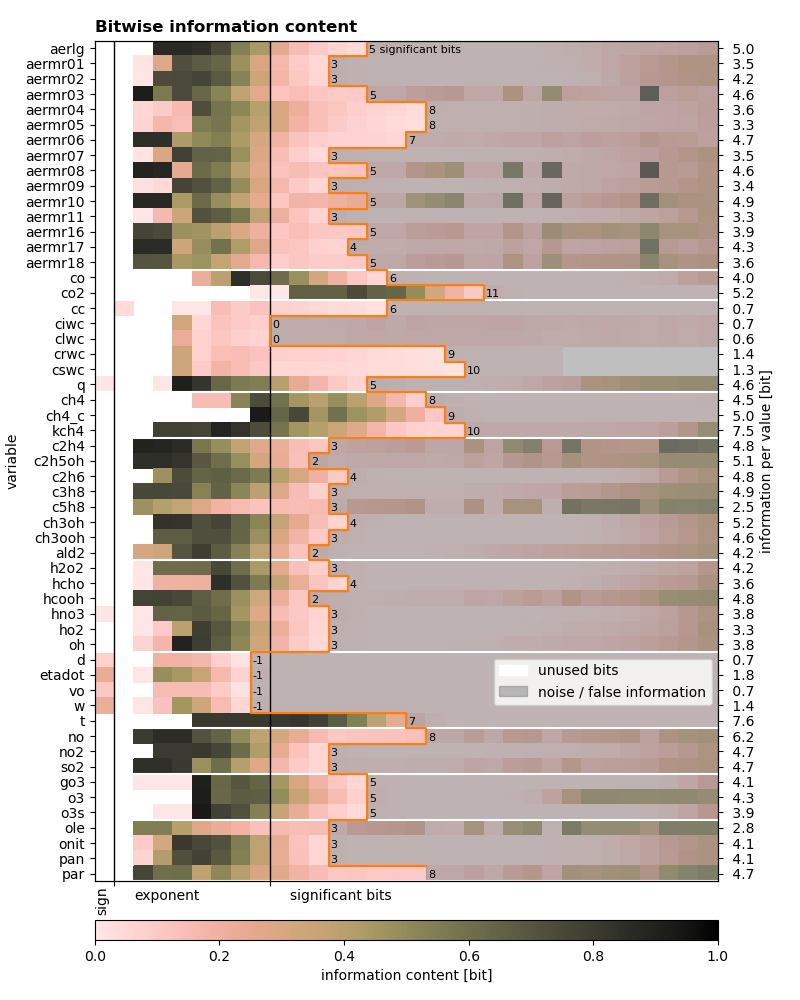 Bitwise information content
aerlg 5 significant bits 5.0
aermr01 3 3.5
aermr02 3 4.2
aermr03 5 4.6
aermr04 8 3.6
aermr05 8 3.3
aermr06 7 4.7
aermr07 3 3.5
aermr08 5 4.6
aermr09 3 3.4
aermr10 5 4.9
aermr11 3 3.3
aermr16 5 3.9
aermr17 4 4.3
aermr18 5 3.6
co 6 4.0
co2 11 5.2
cc 6 0.7
ciwc 0 0.7
clwc 0 0.6
crwc 9 1.4
cswc 10 1.3
q 5 4.6
ch4 8 4.5
ch4_c 9 5.0
kch4 10 7.5
c2h4 3 4.8
c2h5oh 2 5.1
c2h6 4 4.8
c3h8 3 4.9
c5h8 3 2.5
ch3oh 4 5.2
ch3ooh 3 4.6
ald2 2 4.2
h2o2 3 4.2
hcho 4 3.6
hcooh 2 4.8
hno3 3 3.8
ho2 3 3.3
oh 3 3.8
d -1 0.7
etadot -1 1.8
vo -1 0.7
w -1 1.4
t 7 7.6
no 8 6.2
no2 3 4.7
so2 3 4.7
go3 5 4.1
o3 5 4.3
o3s 5 3.9
ole 3 2.8
onit 3 4.1
pan 3 4.1
par 8 4.7
variable
information per value [bit]
unused bits
noise / false information
sign
exponent
significant bits
0.0 0.2 0.4 0.6 0.8 1.0
information content [bit]